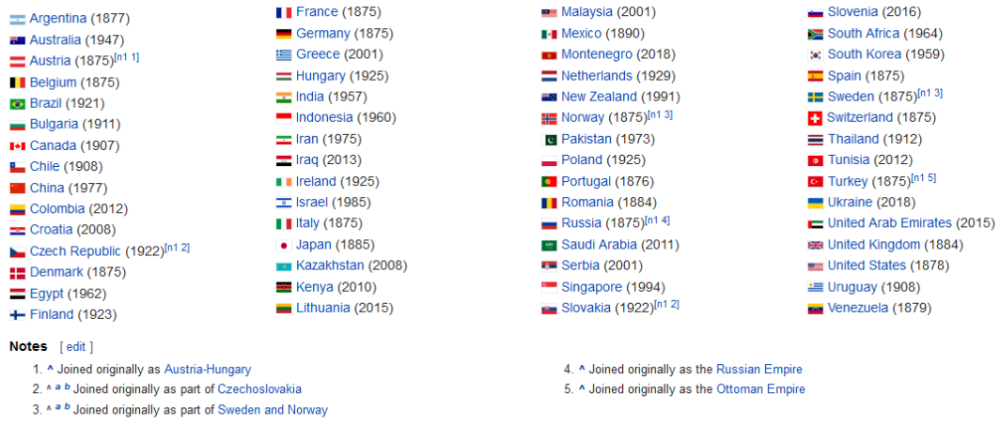 Argentina (1877)
Australia (1947)
Austria (1875)[n1 1]
Belgium (1875)
Brazil (1921)
Bulgaria (1911)
Canada (1907)
Chile (1908)
China (1977)
Colombia (2012)
Croatia (2008)
Czech Republic (1922)[n1 2]
Denmark (1875)
Egypt (1962)
Finland (1923)
France (1875)
Germany (1875)
Greece (2001)
Hungary (1925)
India (1957)
Indonesia (1960)
Iran (1975)
Iraq (2013)
Ireland (1925)
Israel (1985)
Italy (1875)
Japan (1885)
Kazakhstan (2008)
Kenya (2010)
Lithuania (2015)
Malaysia (2001)
Mexico (1890)
Montenegro (2018)
Netherlands (1929)
New Zealand (1991)
Norway (1875)[n1 3]
Pakistan (1973)
Poland (1925)
Portugal (1876)
Romania (1884)
Russia (1875)[n1 4]
Saudi Arabia (2011)
Serbia (2001)
Singapore (1994)
Slovakia (1922)[n1 2]
Slovenia (2016)
South Africa (1964)
South Korea (1959)
Spain (1875)
Sweden (1875)[n1 3]
Switzerland (1875)
Thailand (1912)
Tunisia (2012)
Turkey (1875)[n1 5]
Ukraine (2018)
United Arab Emirates (2015)
United Kingdom (1884)
United States (1878)
Uruguay (1908)
Venezuela (1879)
Notes [ edit ]
1. ^ Joined originally as Austria-Hungary
2. ^ a b Joined originally as part of Czechoslovakia
3. ^ a b Joined originally as part of Sweden and Norway
4. ^ Joined originally as the Russian Empire
5. ^ Joined originally as the Ottoman Empire